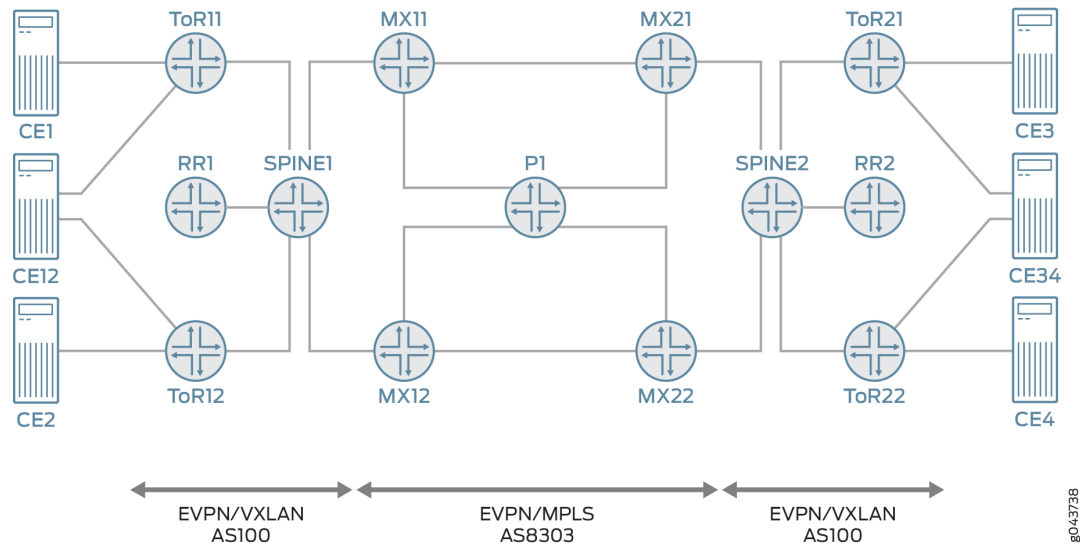 ToR11
MX11
MX21
ToR21
CE1
CE3
RR1
SPINE1
P1
SPINE2
RR2
CE12
CE34
ToR12
MX12
MX22
ToR22
CE2
CE4
EVPN/VXLAN
AS100
EVPN/MPLS
AS8303
EVPN/VXLAN
AS100
g043738